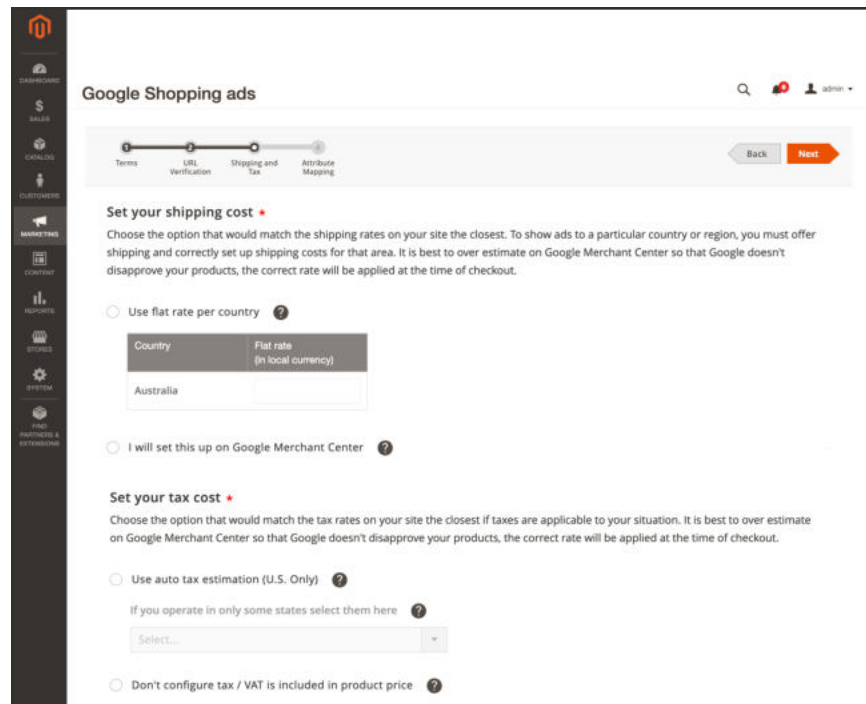 DASHBOARD
SALES
CATALOG
CUSTOMERS
MARKETING
CONTENT
REPORTS
STORES
SYSTEM
FIND
PARTNERS &
EXTENSIONS
Google Shopping ads
admin
1
2
4
Terms
URL
Verification
Shipping and
Tax
Attribute
Mapping
Back
Next
Set your shipping cost *
Choose the option that would match the shipping rates on your site the closest. To show ads to a particular country or region, you must offer
shipping and correctly set up shipping costs for that area. It is best to over estimate on Google Merchant Center so that Google doesn't
disapprove your products, the correct rate will be applied at the time of checkout.
Use flat rate per country ?
Country
Flat rate
(in local currency)
Australia
I will set this up on Google Merchant Center ?
Set your tax cost *
Choose the option that would match the tax rates on your site the closest if taxes are applicable to your situation. It is best to over estimate
on Google Merchant Center so that Google doesn't disapprove your products, the correct rate will be applied at the time of checkout.
Use auto tax estimation (U.S. Only) ?
If you operate in only some states select them here ?
Select...
Don't configure tax / VAT is included in product price ?